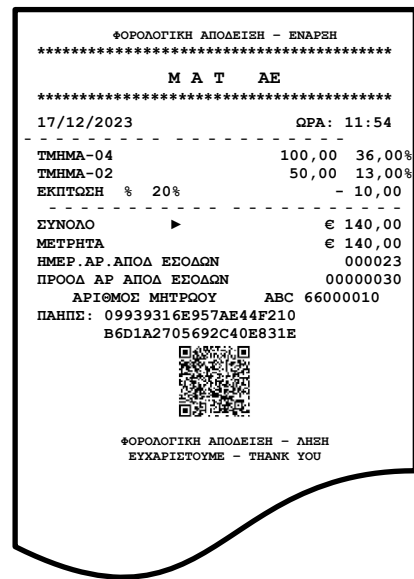 ΦΟΡΟΛΟΓΙΚΗ ΑΠΟΔΕΙΞΗ – ΕΝΑΡΞΗ
******************************************
Μ Α Τ ΑΕ
******************************************
17/12/2023 ΩΡΑ: 11:54
- - - - - - - - - - - - - - - - - - - -
ΤΜΗΜΑ-04 100,00 36,00%
ΤΜΗΜΑ-02 50,00 13,00%
ΕΚΠΤΩΣΗ % 20% - 10,00
- - - - - - - - - - - - - - - - - - - -
ΣΥΝΟΛΟ ► € 140,00
ΜΕΤΡΗΤΑ € 140,00
ΗΜΕΡ.ΑΡ.ΑΠΟΔ ΕΣΟΔΩΝ 000023
ΠΡΟΟΔ ΑΡ ΑΠΟΔ ΕΣΟΔΩΝ 00000030
ΑΡΙΘΜΟΣ ΜΗΤΡΩΟΥ ABC 66000010
ΠΑΗΠΣ: 09939316E957AE44F210
B6D1A2705692C40E831E
ΦΟΡΟΛΟΓΙΚΗ ΑΠΟΔΕΙΞΗ – ΛΗΞΗ
ΕΥΧΑΡΙΣΤΟΥΜΕ – THANK YOU